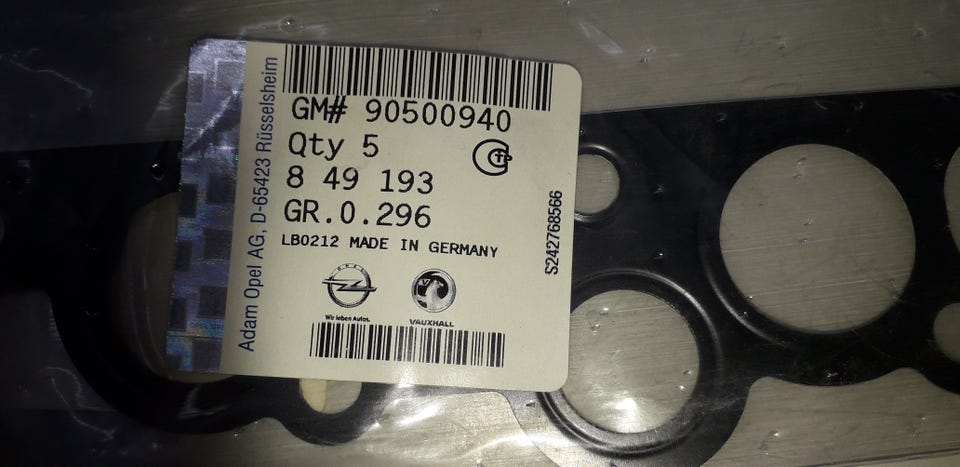 Adam Opel AG, D-65423 Rüsselsheim
GM# 90500940
Qty 5
8 49 193
GR.0.296
LB0212 MADE IN GERMANY
S242768566
OPEL
Wir leben Autos.
VAUXHALL